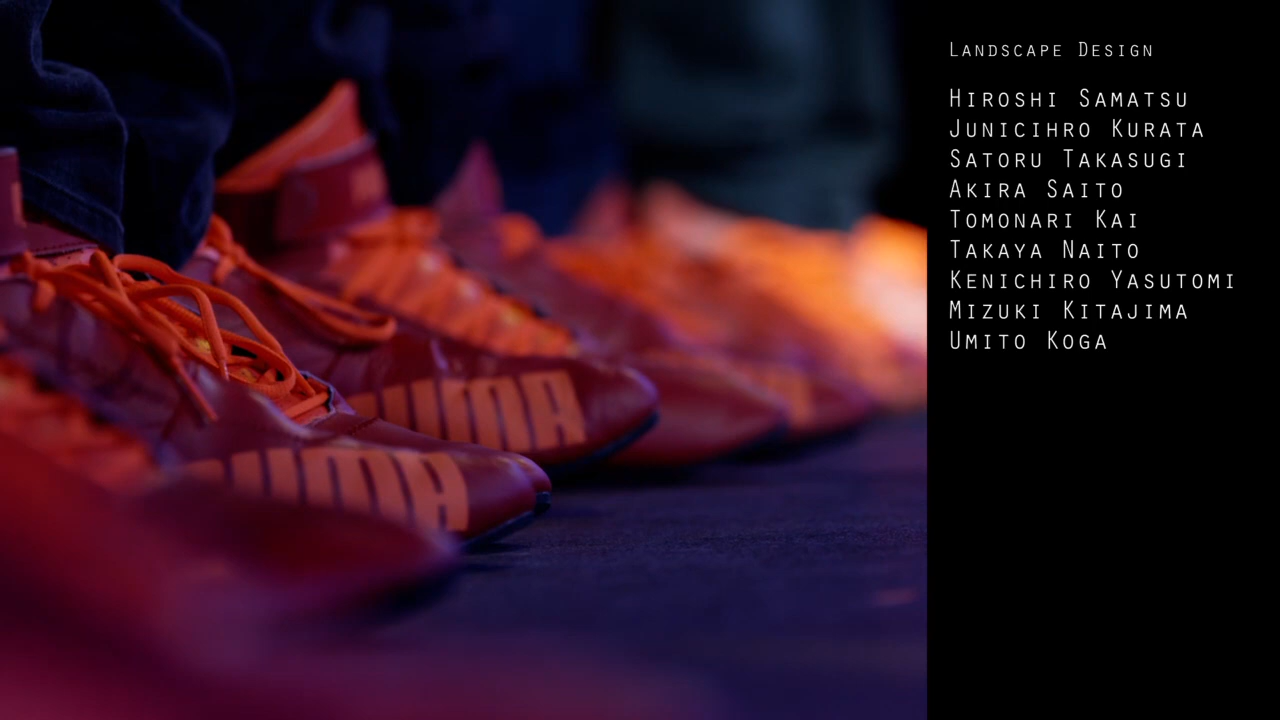 PUMA
PUMA
Landscape Design
Hiroshi Samatsu
Junicihro Kurata
Satoru Takasugi
Akira Saito
Tomonari Kai
Takaya Naito
Kenichiro Yasutomi
Mizuki Kitajima
Umito Koga